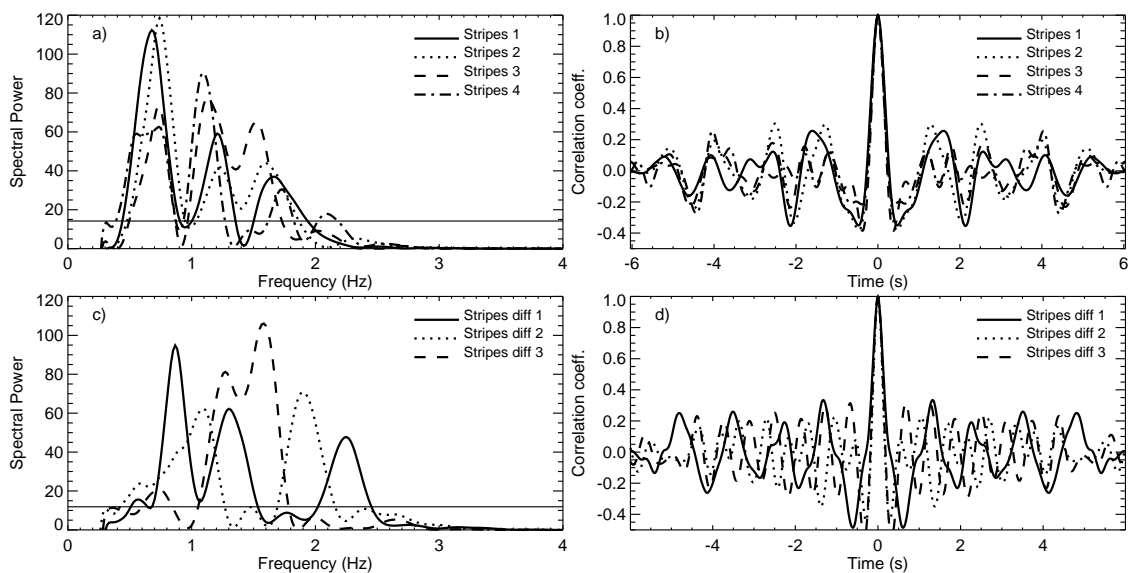 a)
Stripes 1
Stripes 2
Stripes 3
Stripes 4
Spectral Power
120
100
80
60
40
20
0
0 1 2 3 4
Frequency (Hz)
b)
Stripes 1
Stripes 2
Stripes 3
Stripes 4
Correlation coeff.
1.0
0.8
0.6
0.4
0.2
0.0
-0.2
-0.4
-6 -4 -2 0 2 4 6
Time (s)
c)
Stripes diff 1
Stripes diff 2
Stripes diff 3
Spectral Power
120
100
80
60
40
20
0
0 1 2 3 4
Frequency (Hz)
d)
Stripes diff 1
Stripes diff 2
Stripes diff 3
Correlation coeff.
1.0
0.8
0.6
0.4
0.2
0.0
-0.2
-0.4
-4 -2 0 2 4
Time (s)